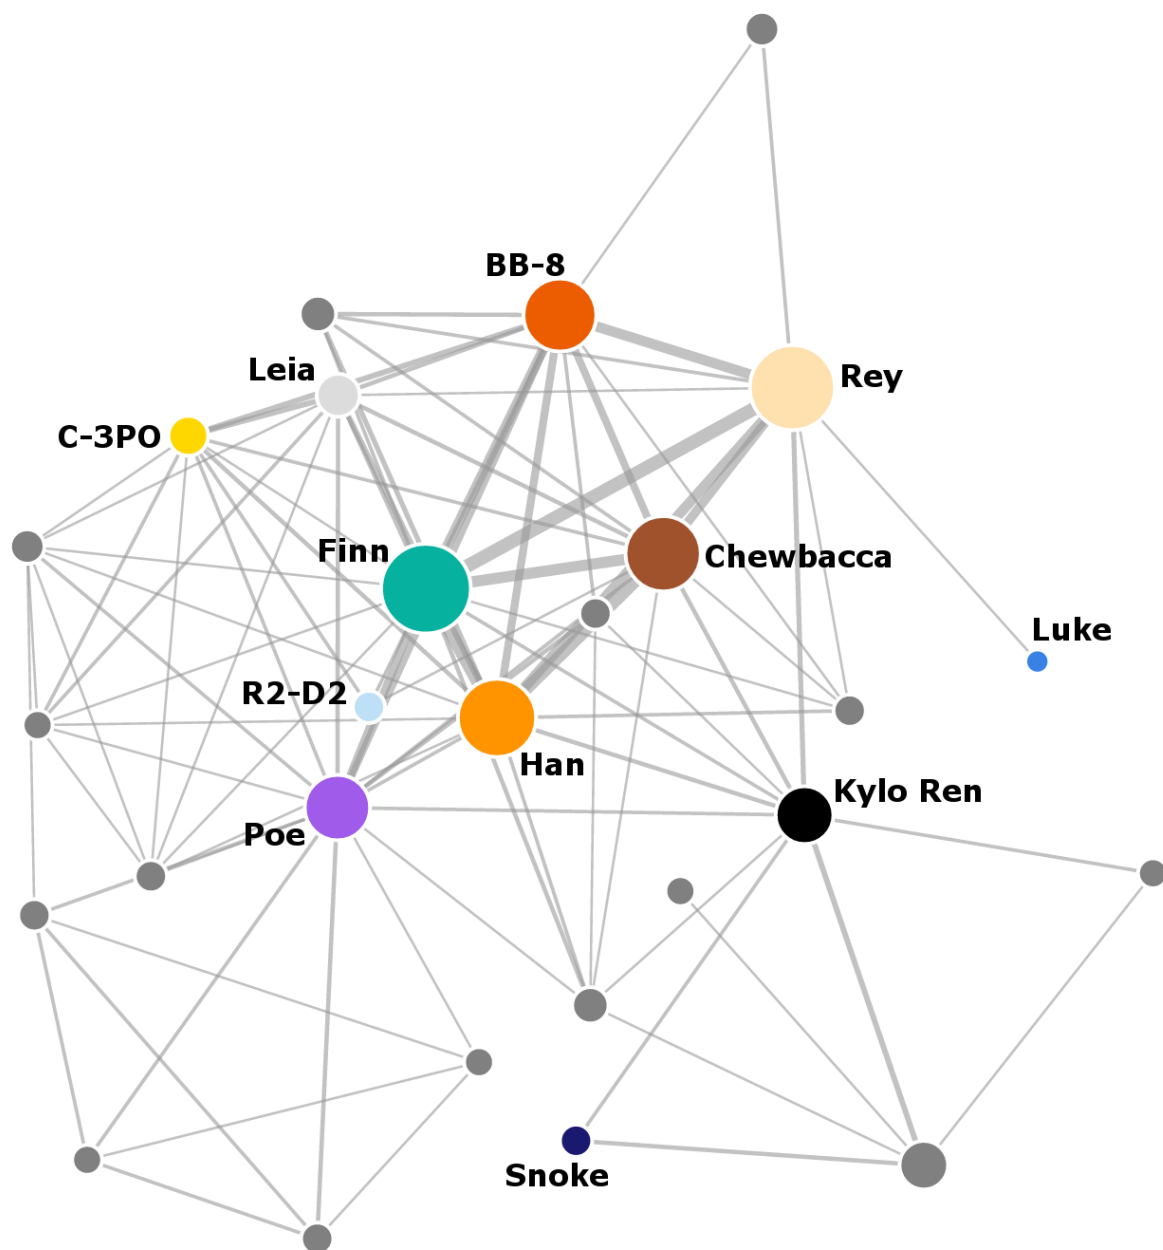 BB-8
Leia
Rey
C-3PO
Finn
Chewbacca
Luke
R2-D2
Han
Kylo Ren
Poe
Snoke